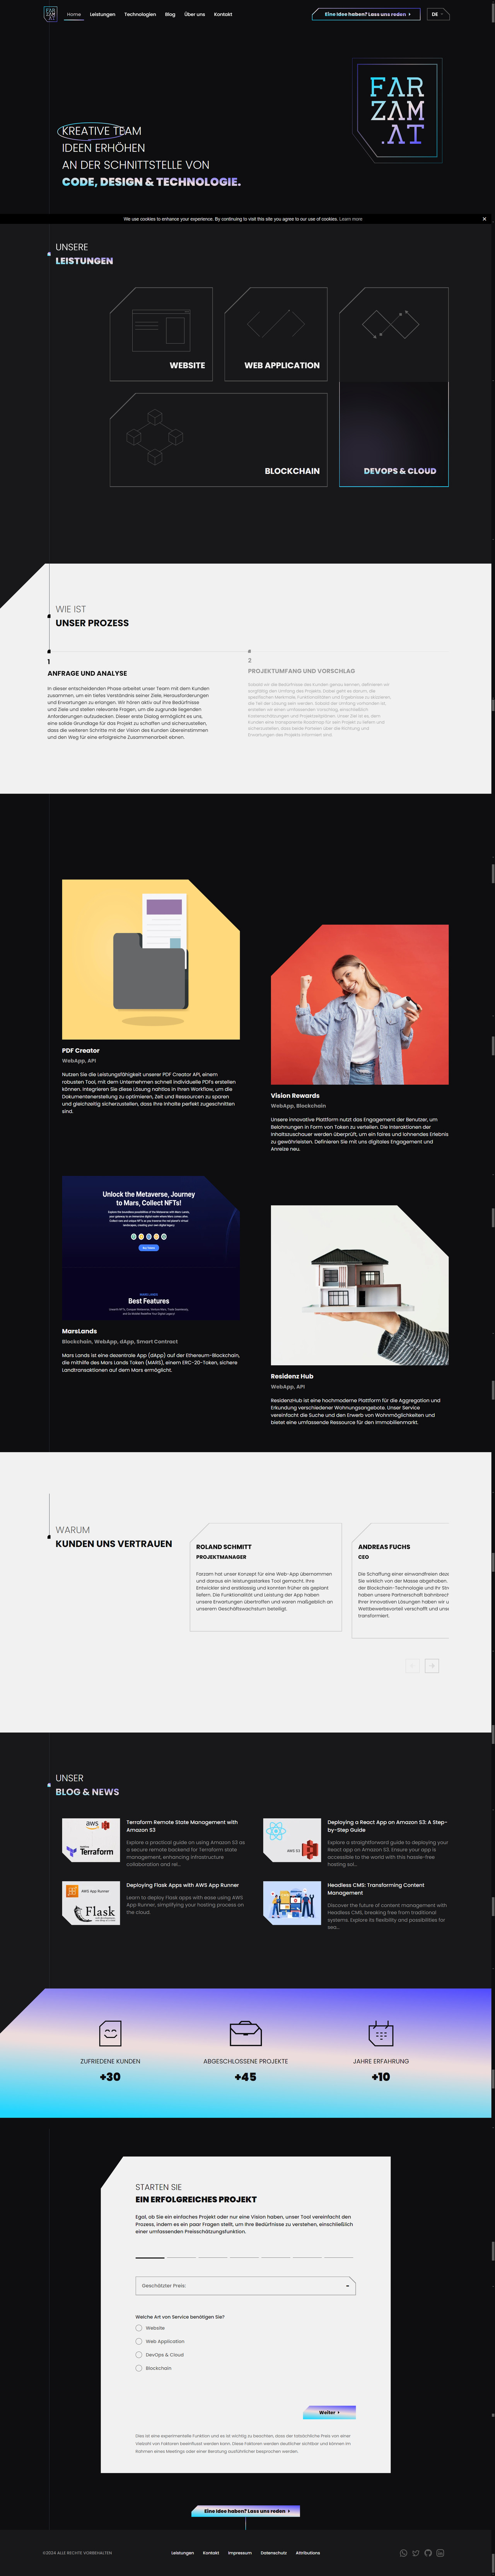 FARZAM.AT
Home Leistungen Technologien Blog Über uns Kontakt
Eine Idee haben? Lass uns reden
DE
FAR
ZAM
.AT
KREATIVE TEAM
IDEEN ERHÖHEN
AN DER SCHNITTSTELLE VON
CODE, DESIGN & TECHNOLOGIE.
We use cookies to enhance your experience. By continuing to visit this site you agree to our use of cookies. Learn more
UNSERE
LEISTUNGEN
WEBSITE
WEB APPLICATION
BLOCKCHAIN
DEVOPS & CLOUD
WIE IST
UNSER PROZESS
1
ANFRAGE UND ANALYSE
In dieser entscheidenden Phase arbeitet unser Team mit dem Kunden
zusammen, um ein tiefes Verständnis seiner Ziele, Anforderungen
und Erwartungen zu erlangen. Wir hören aktiv auf Ihre Bedürfnisse
und Ziele und stellen relevante Fragen, um die zugrunde liegenden
Anforderungen aufzudecken. Dieser erste Dialog ermöglicht es uns,
eine solide Grundlage für das Projekt zu schaffen und sicherzustellen,
dass die weiteren Schritte mit der Vision des Kunden übereinstimmen
und den Weg für eine erfolgreiche Zusammenarbeit ebnen.
2
PROJEKTUMFANG UND VORSCHLAG
PDF Creator
WebApp, API
Nutzen Sie die Leistungsfähigkeit unserer PDF Creator API, einem
robusten Tool, mit dem Unternehmen schnell individuelle PDFs erstellen
können. Integrieren Sie diese Lösung nahtlos in Ihren Workflow, um die
Dokumentenerstellung zu optimieren, Zeit und Ressourcen zu sparen
und gleichzeitig sicherzustellen, dass Ihre Inhalte perfekt zugeschnitten
sind.
Vision Rewards
WebApp, Blockchain
Unsere innovative Plattform nutzt das Engagement der Benutzer, um
Belohnungen in Form von Token zu verteilen. Die Interaktionen der
Inhaltszuschauer werden überprüft, um ein faires und lohnendes Erlebnis
zu gewährleisten. Definieren Sie mit uns digitales Engagement und
Anreize neu.
Unlock the Metaverse, Journey
to Mars, Collect NFTs!
Best Features
MarsLands
Blockchain, WebApp, dApp, Smart Contract
Mars Lands ist eine dezentrale App (dApp) auf der Ethereum-Blockchain,
die mithilfe des Mars Lands Token (MARS), einem ERC-20-Token, sichere
Landtransaktionen auf dem Mars ermöglicht.
Residenz Hub
WebApp, API
ResidenzHub ist eine hochmoderne Plattform für die Aggregation und
Erkundung verschiedener Wohnungsangebote. Unser Service
vereinfacht die Suche und den Erwerb von Wohnmöglichkeiten und
bietet eine umfassende Ressource für den Immobilienmarkt.
WARUM
KUNDEN UNS VERTRAUEN
ROLAND SCHMITT
PROJEKTMANAGER
Farzam hat unser Konzept für eine Web-App übernommen
und daraus ein leistungsstarkes Tool gemacht. Ihre
Entwickler sind erstklassig und konnten früher als geplant
liefern. Die Funktionalität und Leistung der App haben
unsere Erwartungen übertroffen und waren maßgeblich an
unserem Geschäftswachstum beteiligt.
ANDREAS FUCHS
CEO
Die Schaffung einer einwandfreien deze
Sie wirklich von der Masse abgehoben.
der Blockchain-Technologie und ihr Str
haben unsere Partnerschaft bahnbrech
Ihrer innovativen Lösungen haben wir u
Wettbewerbsvorteil verschafft und unse
transformiert.
UNSER
BLOG & NEWS
aws
HashiCorp
Terraform
Terraform Remote State Management with
Amazon S3
Explore a practical guide on using Amazon S3 as
a secure remote backend for Terraform state
management, enhancing infrastructure
collaboration and rel...
AWS S3
Deploying a React App on Amazon S3: A Step-
by-Step Guide
Explore a straightforward guide to deploying your
React app on Amazon S3. Ensure your app is
accessible to the world with this hassle-free
hosting sol...
AWS App Runner
Flask
Deploying Flask Apps with AWS App Runner
Learn to deploy Flask apps with ease using AWS
App Runner, simplifying your hosting process on
the cloud.
Headless CMS: Transforming Content
Management
Discover the future of content management with
Headless CMS, breaking free from traditional
systems. Explore its flexibility and possibilities for
sea...
ZUFRIEDENE KUNDEN
+30
ABGESCHLOSSENE PROJEKTE
+45
JAHRE ERFAHRUNG
+10
STARTEN SIE
EIN ERFOLGREICHES PROJEKT
Egal, ob Sie ein einfaches Projekt oder nur eine Vision haben, unser Tool vereinfacht den
Prozess, indem es ein paar Fragen stellt, um Ihre Bedürfnisse zu verstehen, einschließlich
einer umfassenden Preisschätzungsfunktion.
Geschätzter Preis: -
Welche Art von Service benötigen Sie?
Website
Web Application
DevOps & Cloud
Blockchain
Weiter
Dies ist eine experimentelle Funktion und es ist wichtig zu beachten, dass der tatsächliche Preis von einer
Vielzahl von Faktoren beeinflusst werden kann. Diese Faktoren werden deutlicher sichtbar und können im
Rahmen eines Meetings oder einer Beratung ausführlicher besprochen werden.
Eine Idee haben? Lass uns reden
©2024 ALLE RECHTE VORBEHALTEN
Leistungen Kontakt Impressum Datenschutz Attributions